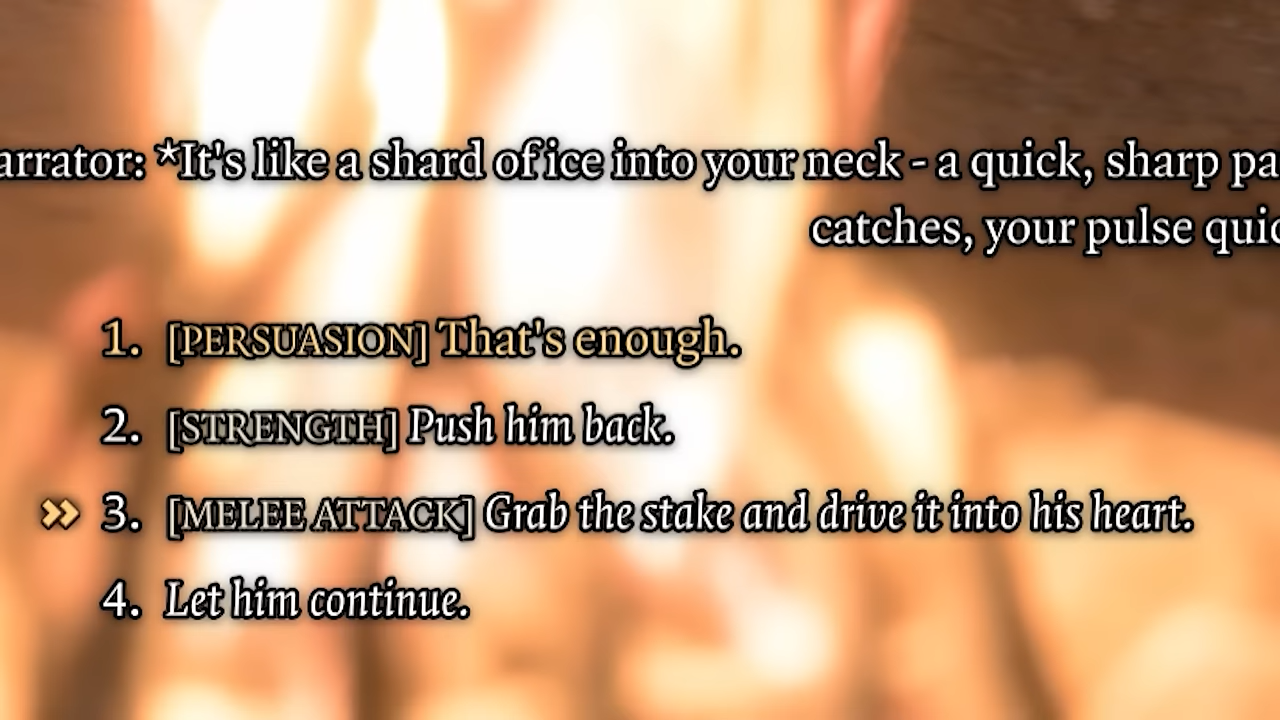 arrator: *It's like a shard of ice into your neck - a quick, sharp pa
catches, your pulse quic
1. [PERSUASION] That's enough.
2. [STRENGTH] Push him back.
3. [MELEE ATTACK] Grab the stake and drive it into his heart.
4. Let him continue.